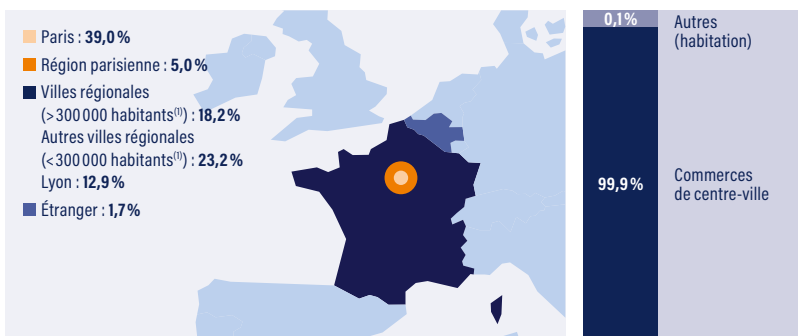 Paris : 39,0 %
Région parisienne : 5,0 %
Villes régionales
(> 300 000 habitants⁽¹⁾) : 18,2 %
Autres villes régionales
(< 300 000 habitants⁽¹⁾) : 23,2 %
Lyon : 12,9 %
Étranger : 1,7 %
0,1 %
Autres
(habitation)
99,9 %
Commerces
de centre-ville